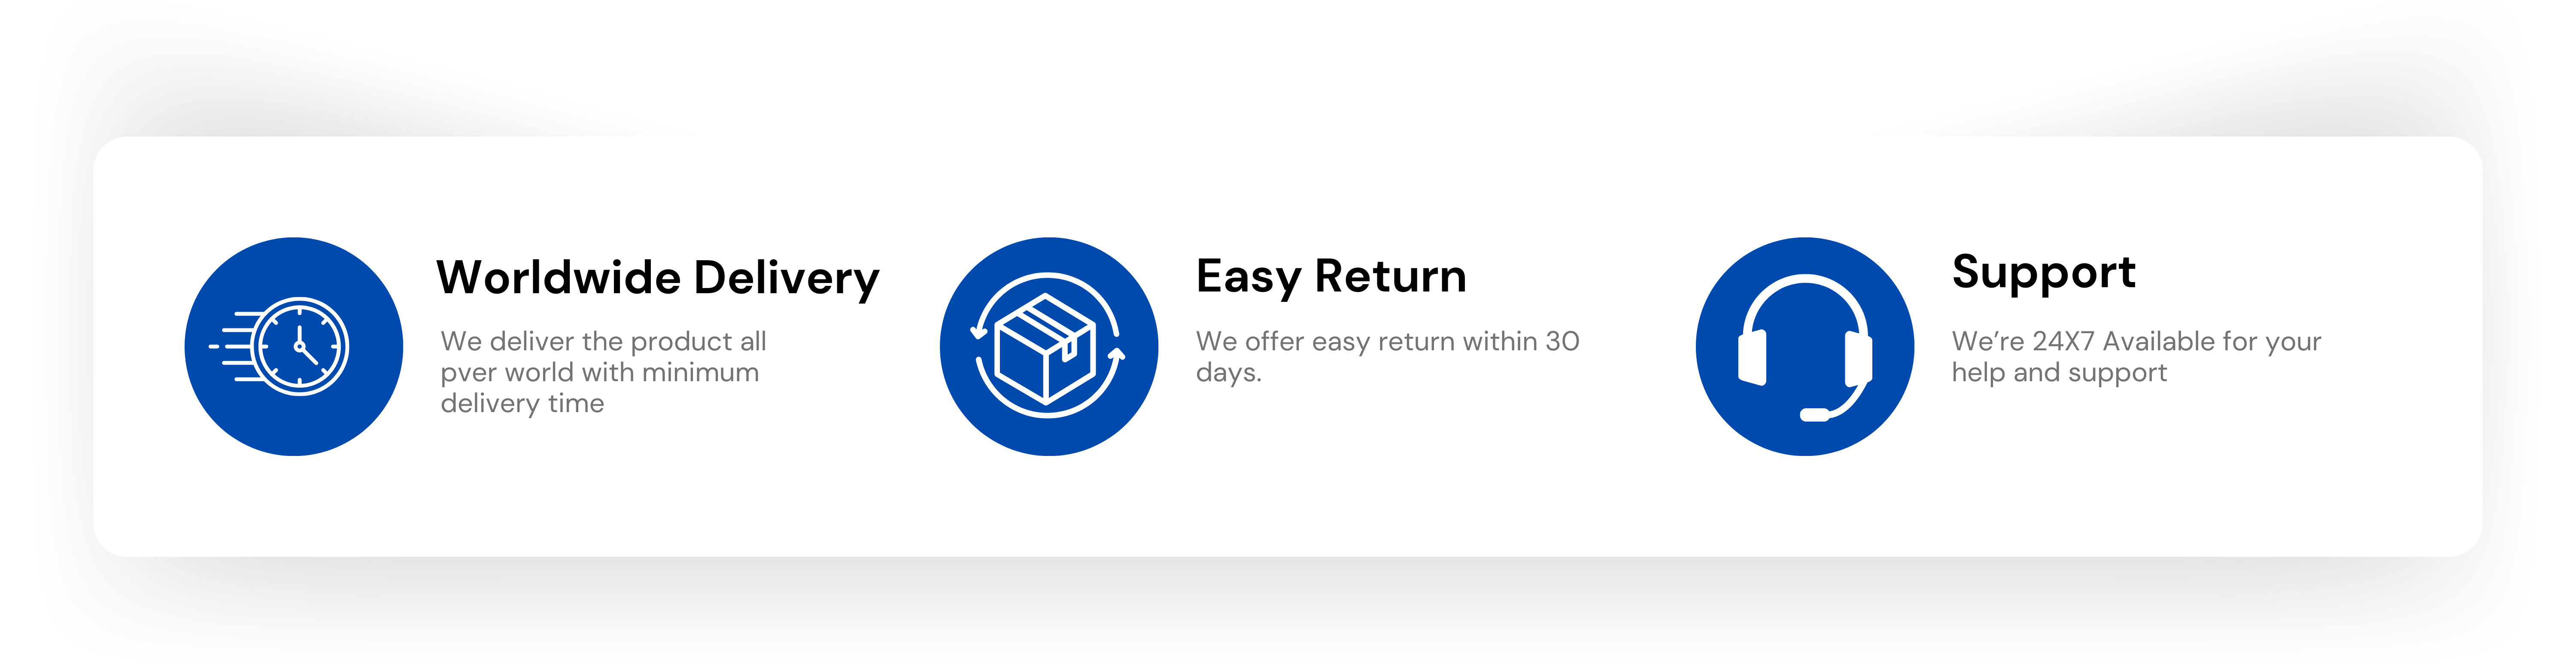 Worldwide Delivery
We deliver the product all
pver world with minimum
delivery time
Easy Return
We offer easy return within 30
days.
Support
We’re 24X7 Available for your
help and support